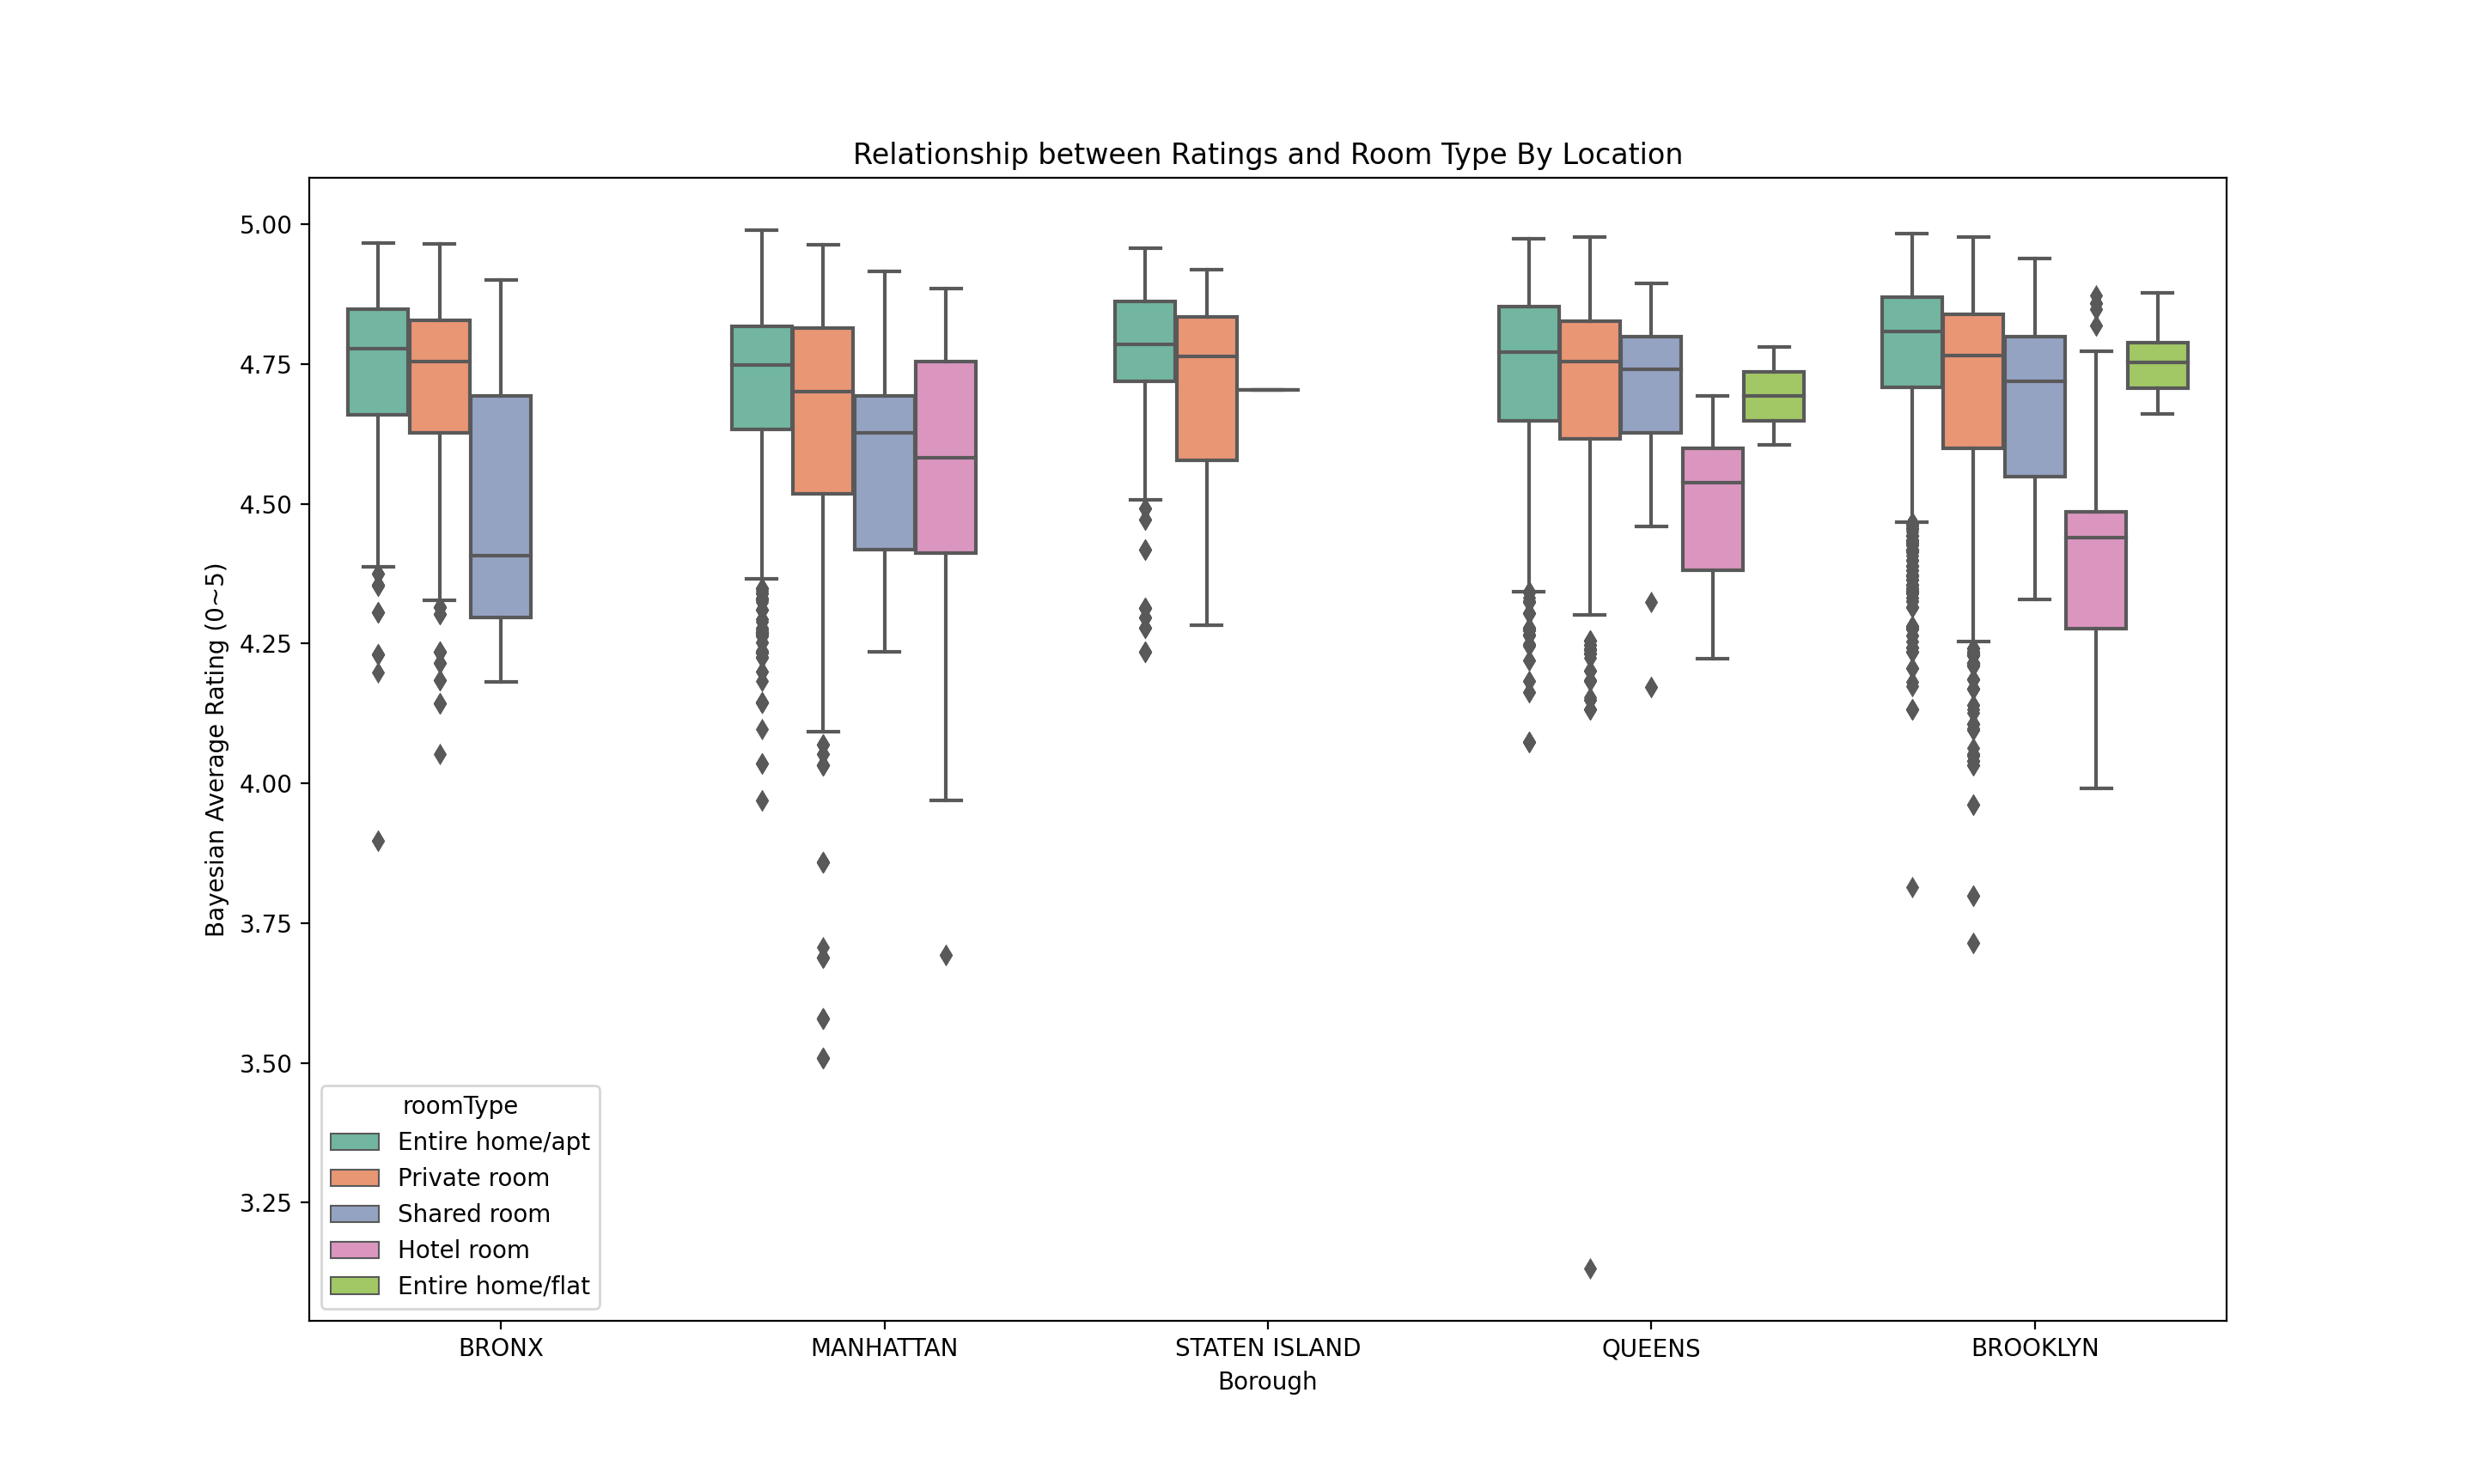 Relationship between Ratings and Room Type By Location
Bayesian Average Rating (0~5)
5.00
4.75
4.50
4.25
4.00
3.75
3.50
3.25
roomType
Entire home/apt
Private room
Shared room
Hotel room
Entire home/flat
BRONX MANHATTAN STATEN ISLAND QUEENS BROOKLYN
Borough